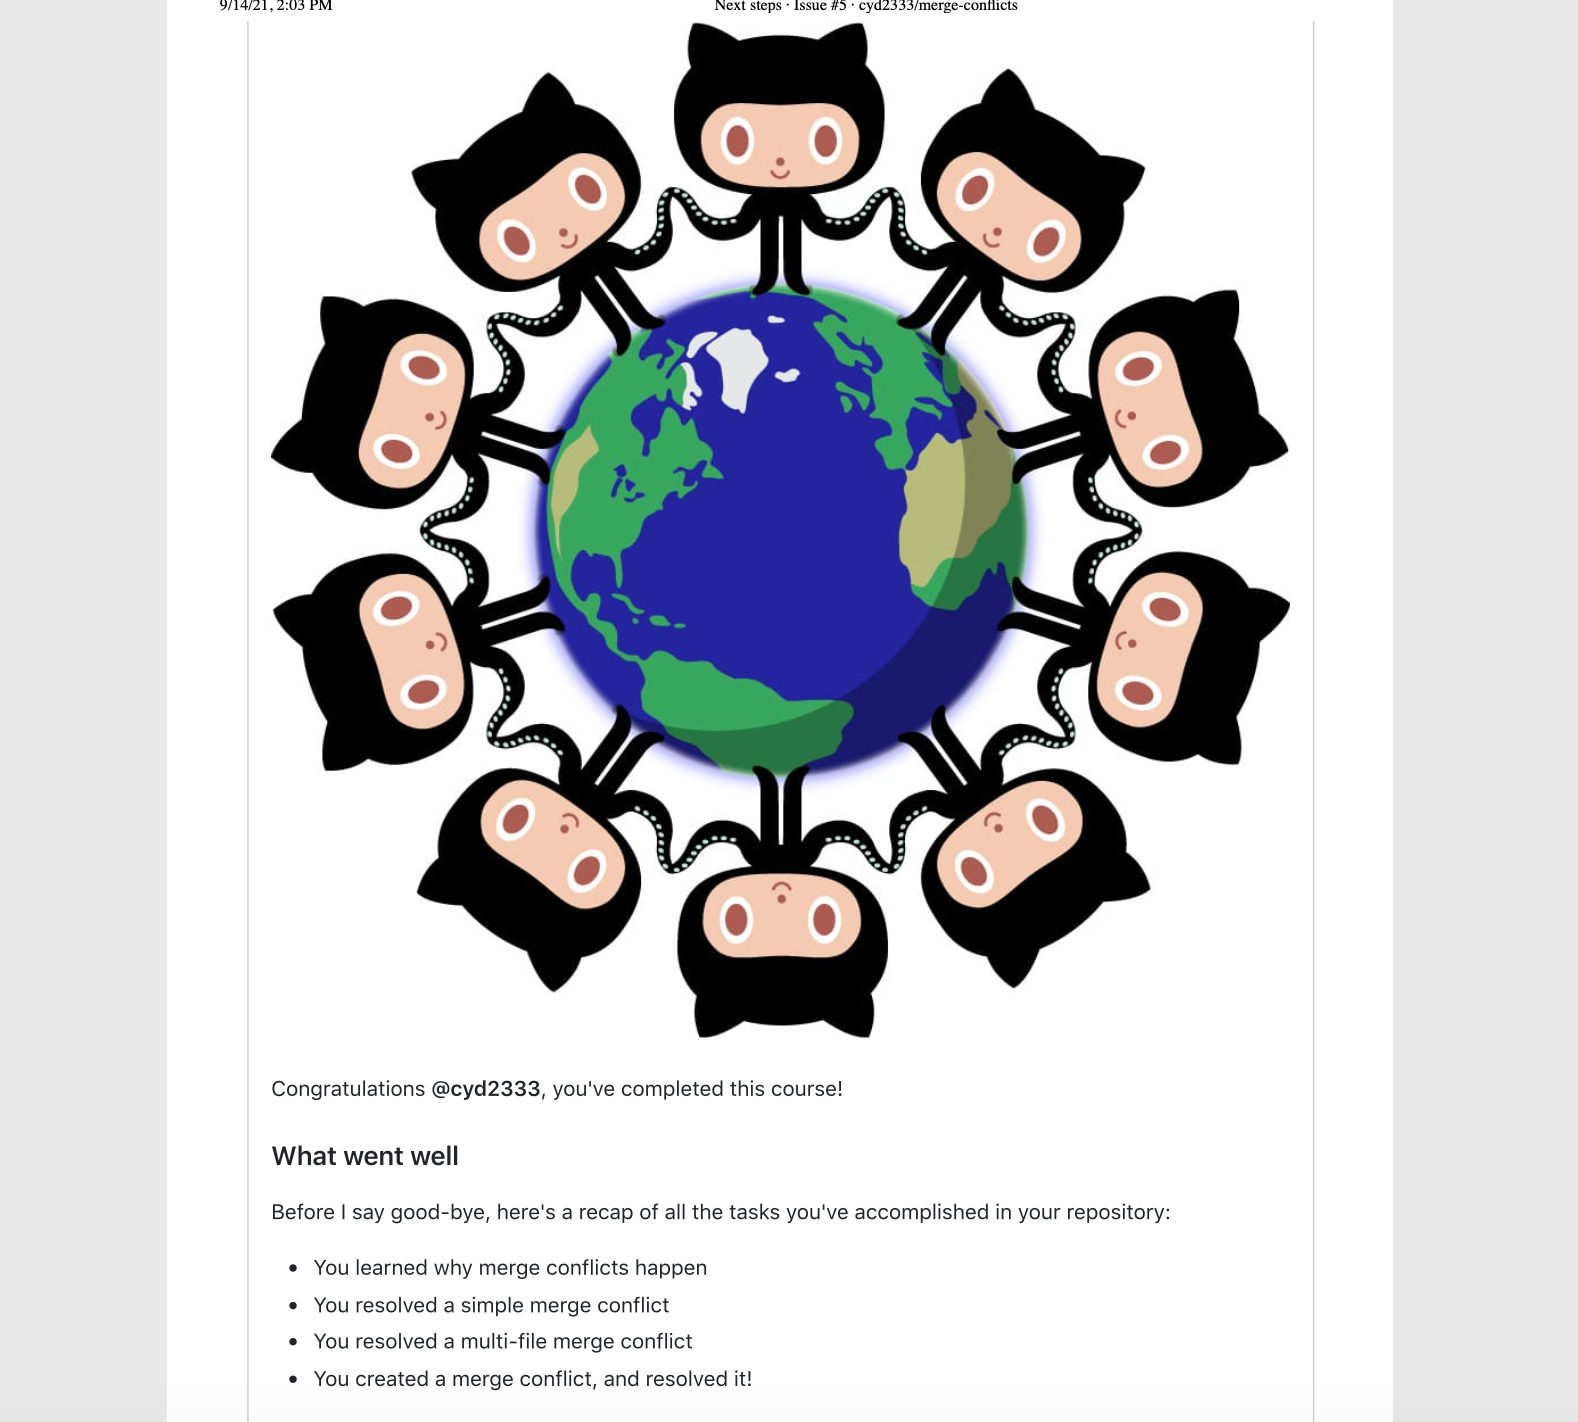 9/14/21, 2:03 PM
Next steps · Issue #5 · cyd2333/merge-conflicts
Congratulations @cyd2333, you've completed this course!
What went well
Before I say good-bye, here's a recap of all the tasks you've accomplished in your repository:
• You learned why merge conflicts happen
• You resolved a simple merge conflict
• You resolved a multi-file merge conflict
• You created a merge conflict, and resolved it!